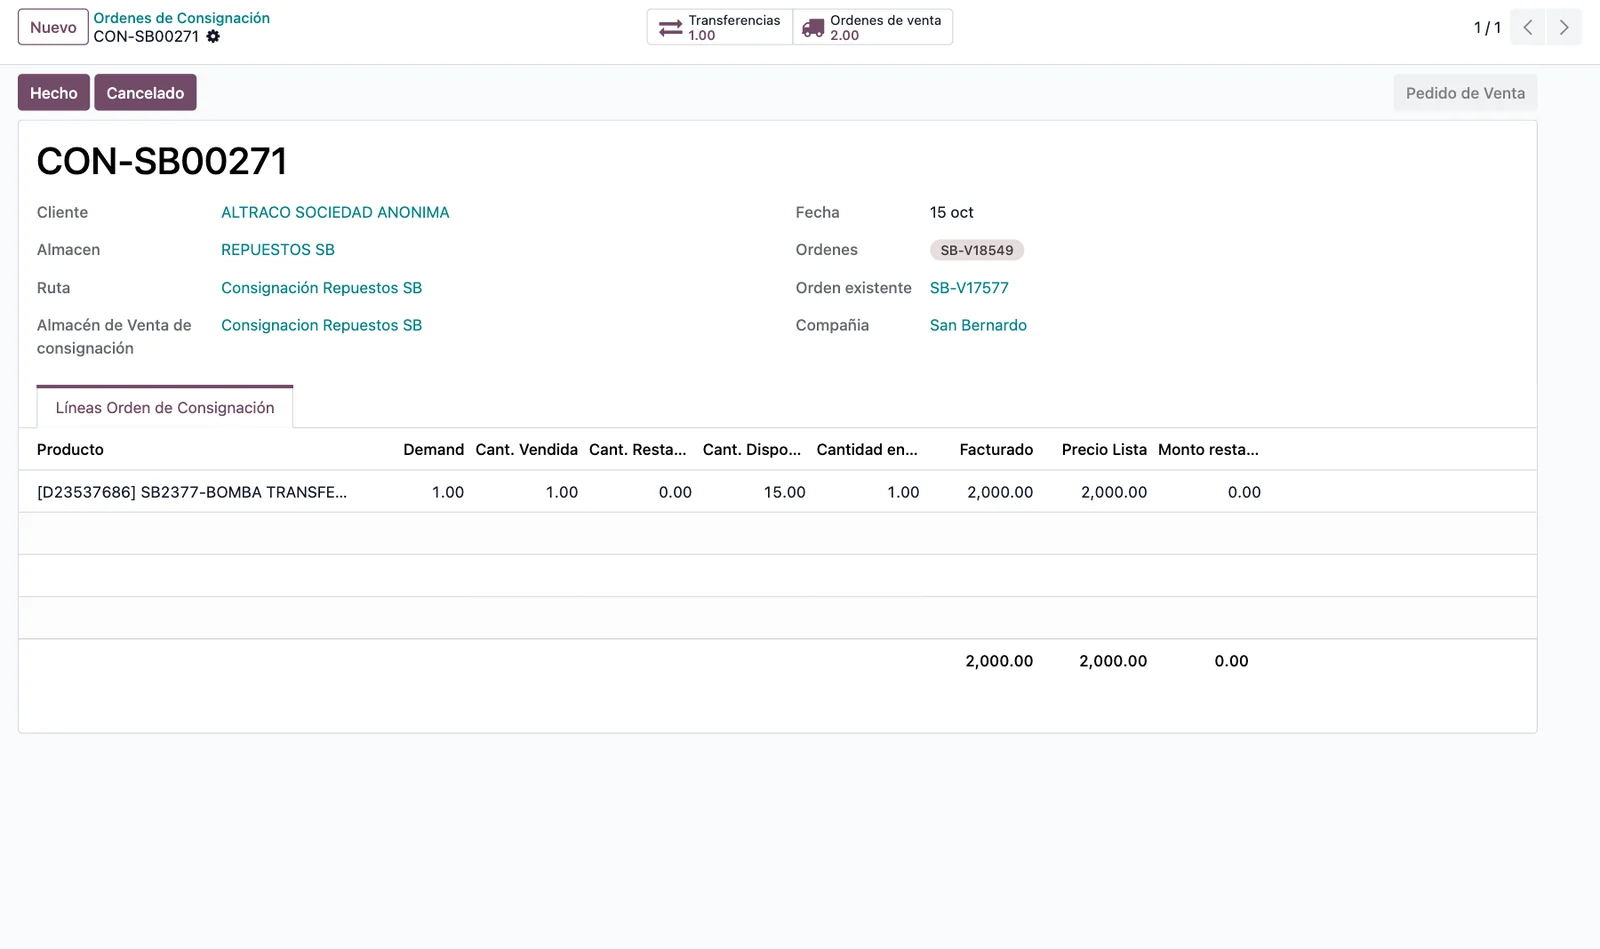 Nuevo
Ordenes de Consignación
CON-SB00271
Transferencias
1.00
Ordenes de venta
2.00
1 / 1
Hecho
Cancelado
Pedido de Venta
CON-SB00271
Cliente ALTRACO SOCIEDAD ANONIMA
Fecha 15 oct
Almacen REPUESTOS SB
Ordenes SB-V18549
Ruta Consignación Repuestos SB
Orden existente SB-V17577
Almacén de Venta de consignación Consignacion Repuestos SB
Compañia San Bernardo
Líneas Orden de Consignación
Producto Demand Cant. Vendida Cant. Resta... Cant. Dispo... Cantidad en... Facturado Precio Lista Monto resta...
[D23537686] SB2377-BOMBA TRANSFE... 1.00 1.00 0.00 15.00 1.00 2,000.00 2,000.00 0.00
2,000.00 2,000.00 0.00